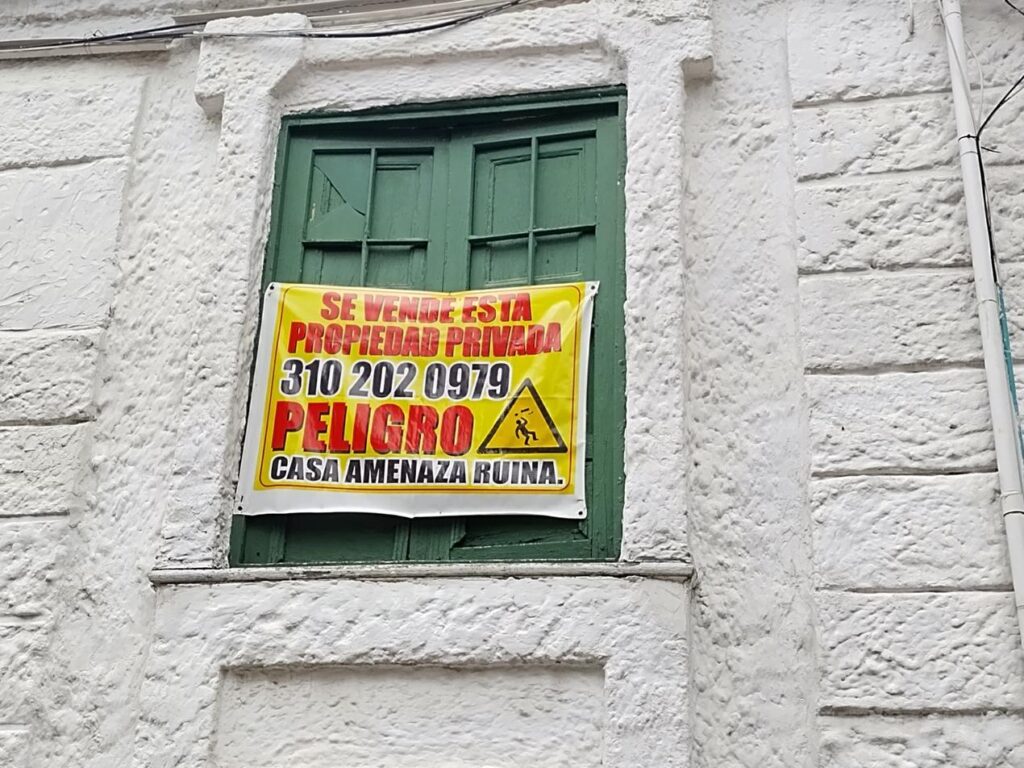 SE VENDE ESTA
PROPIEDAD PRIVADA
310 202 0979
PELIGRO
CASA AMENAZA RUINA.